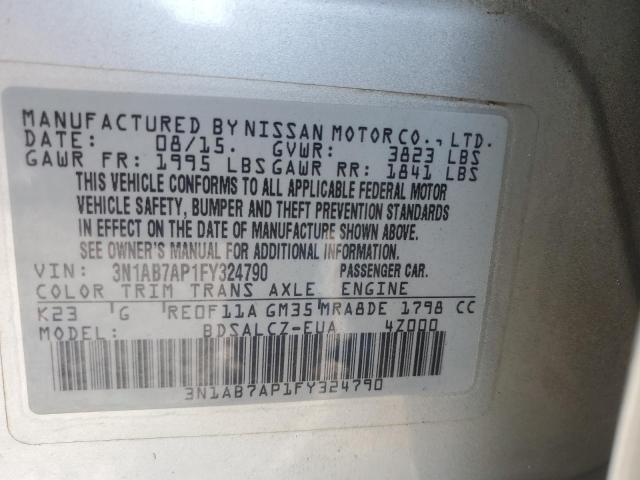 MANUFACTURED BY NISSAN MOTOR CO., LTD.
DATE: 08/15. GVWR: 3823 LBS
GAWR FR: 1995 LBS GAWR RR: 1841 LBS
THIS VEHICLE CONFORMS TO ALL APPLICABLE FEDERAL MOTOR
VEHICLE SAFETY, BUMPER AND THEFT PREVENTION STANDARDS
IN EFFECT ON THE DATE OF MANUFACTURE SHOWN ABOVE.
SEE OWNER'S MANUAL FOR ADDITIONAL INFORMATION.
VIN: 3N1AB7AP1FY324790 PASSENGER CAR.
COLOR TRIM TRANS AXLE ENGINE
K23 G RE0F11A GM35 MRA8DE 1798 CC
MODEL: BDSALCZ-EUA 4Z000
3N1AB7AP1FY324790